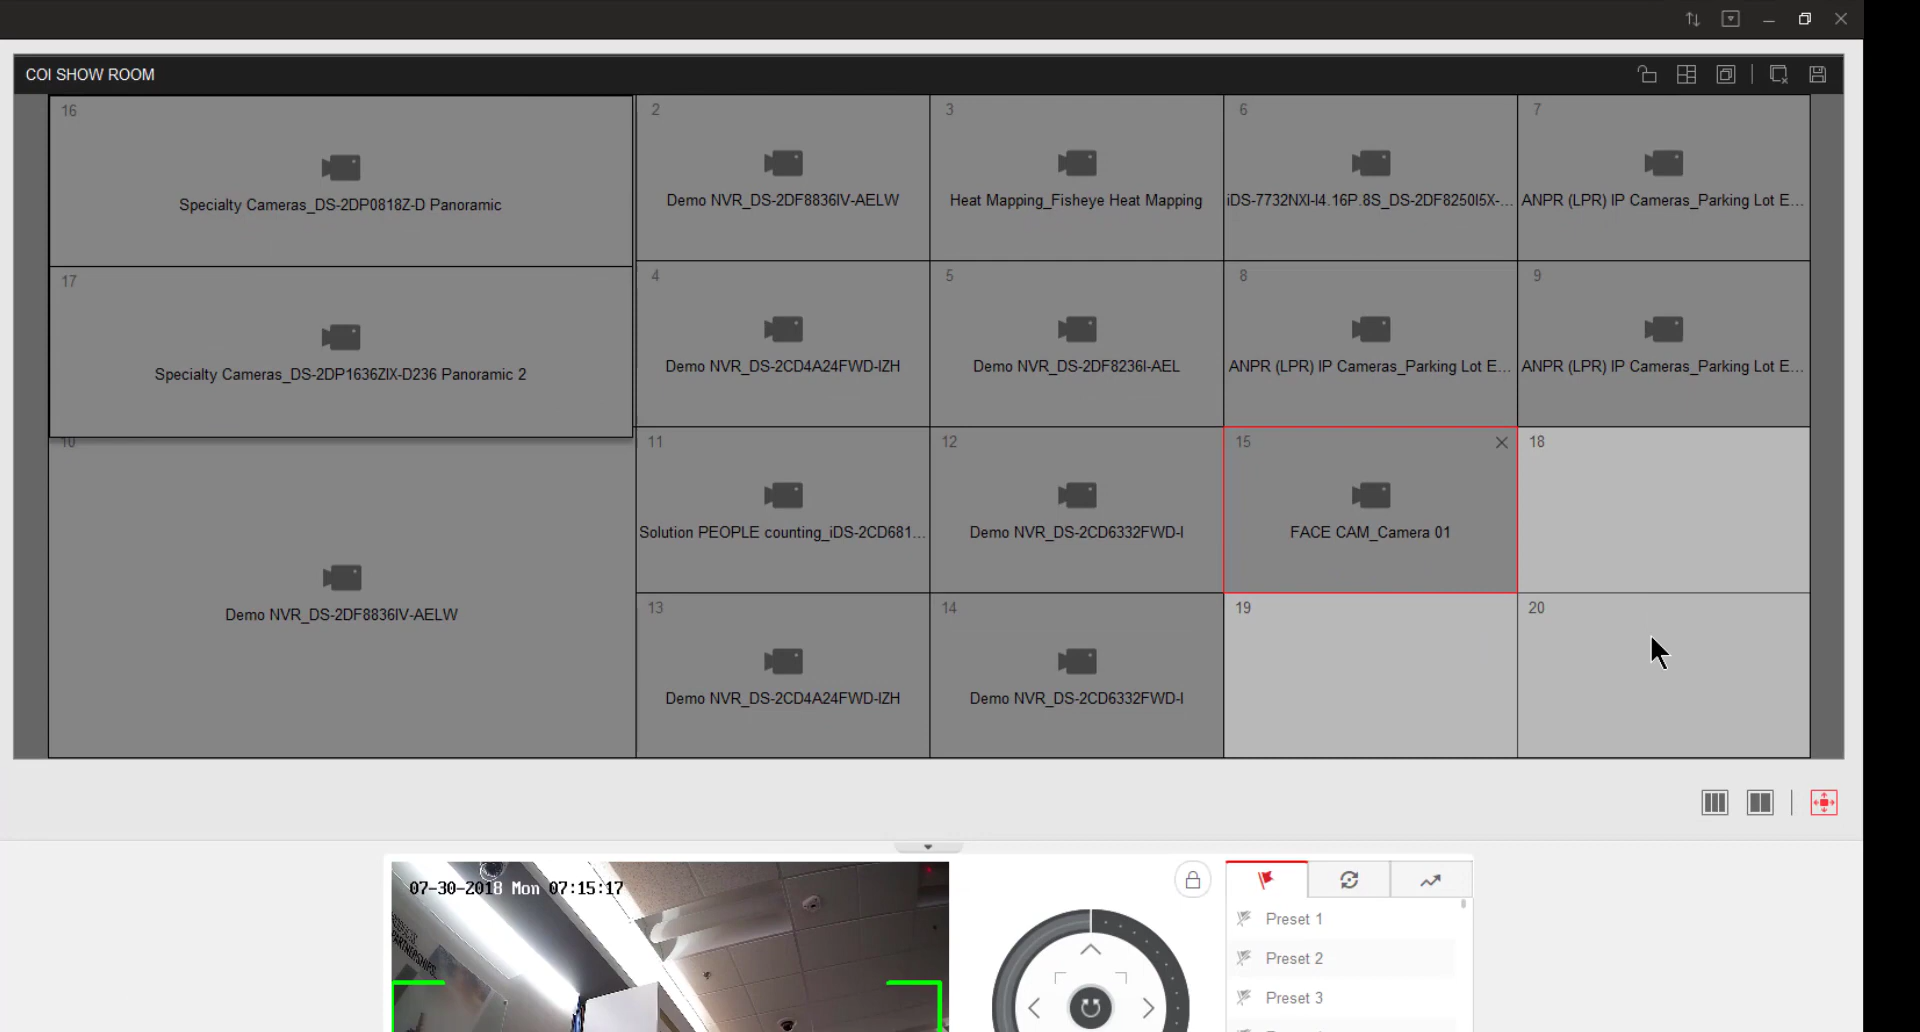 COI SHOW ROOM
16
Specialty Cameras_DS-2DP0818Z-D Panoramic
2
Demo NVR_DS-2DF8836IV-AELW
3
Heat Mapping_Fisheye Heat Mapping
6
iDS-7732NXI-I4.16P.8S_DS-2DF8250I5X-...
7
ANPR (LPR) IP Cameras_Parking Lot E...
17
Specialty Cameras_DS-2DP1636ZIX-D236 Panoramic 2
4
Demo NVR_DS-2CD4A24FWD-IZH
5
Demo NVR_DS-2DF8236I-AEL
8
ANPR (LPR) IP Cameras_Parking Lot E...
9
ANPR (LPR) IP Cameras_Parking Lot E...
10
Demo NVR_DS-2DF8836IV-AELW
11
Solution PEOPLE counting_iDS-2CD681...
12
Demo NVR_DS-2CD6332FWD-I
15
FACE CAM_Camera 01
18
13
Demo NVR_DS-2CD4A24FWD-IZH
14
Demo NVR_DS-2CD6332FWD-I
19
20
07-30-2018 Mon 07:15:17
PARTNERSHIPS
Preset 1
Preset 2
Preset 3